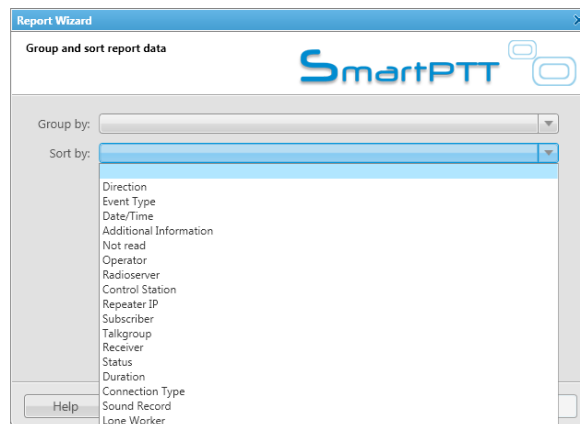 Report Wizard
Group and sort report data
SmartPTT
Group by:
Sort by:
Direction
Event Type
Date/Time
Additional Information
Not read
Operator
Radioserver
Control Station
Repeater IP
Subscriber
Talkgroup
Receiver
Status
Duration
Connection Type
Help
Sound Record
Lone Worker